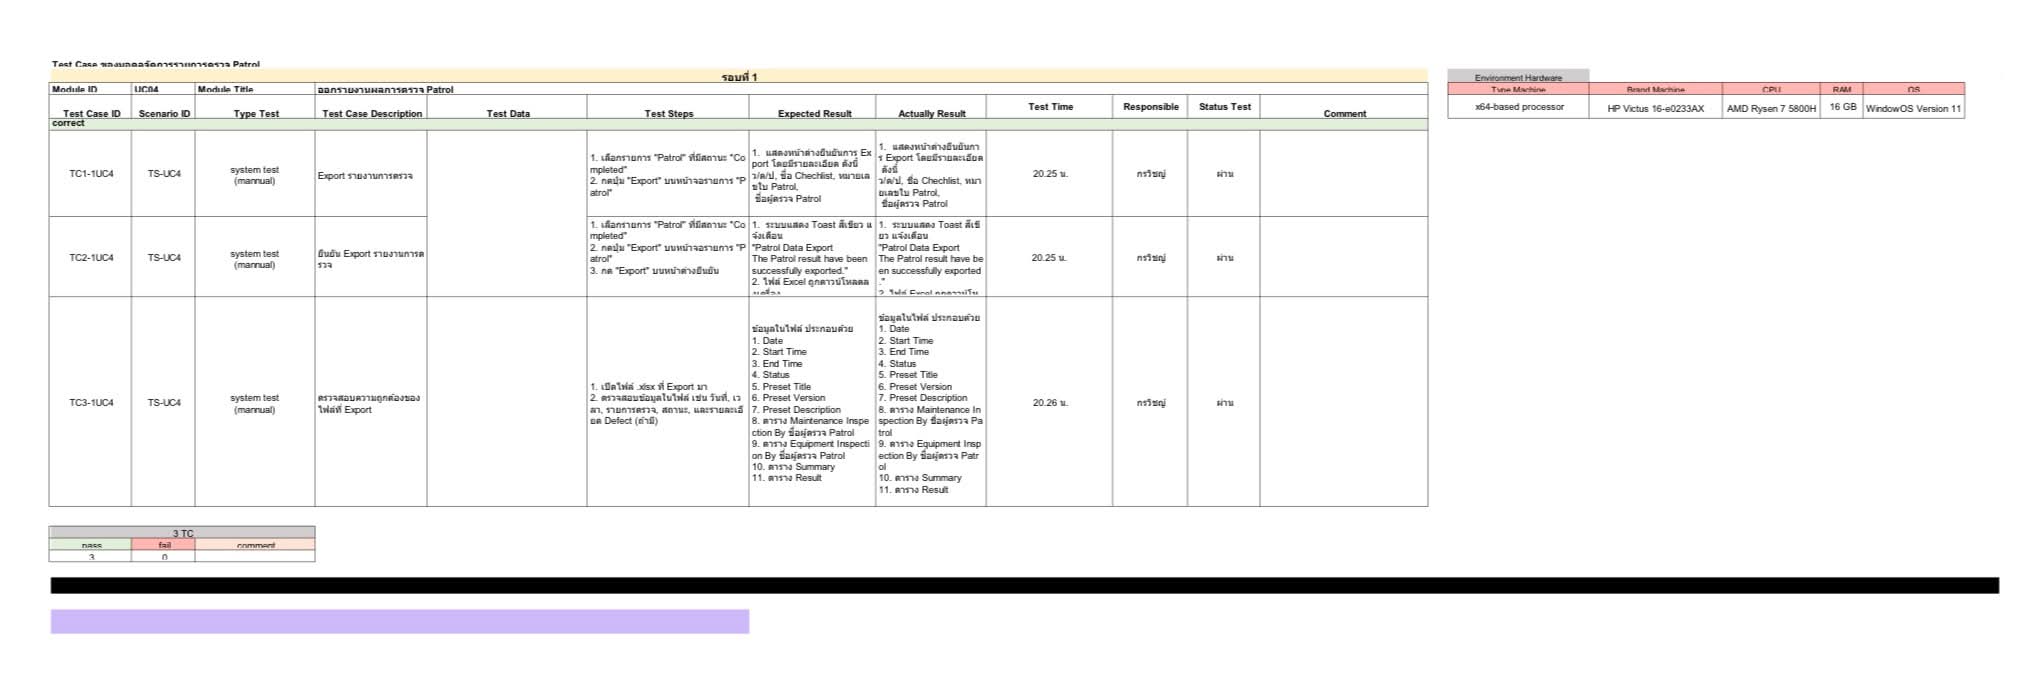 Test Case ของมอดูลจัดการรายการตรวจ Patrol
รอบที่ 1
Environment Hardware
Module ID UC04 Module Title ออกรายงานผลการตรวจ Patrol
Type Machine Brand Machine CPU RAM OS
Test Case ID Scenario ID Type Test Test Case Description Test Data Test Steps Expected Result Actually Result Test Time Responsible Status Test Comment
x64-based processor HP Victus 16-e0233AX AMD Rysen 7 5800H 16 GB WindowOS Version 11
correct
TC1-1UC4
TS-UC4
system test
(mannual)
Export รายงานการตรวจ
1. เลือกรายการ "Patrol" ที่มีสถานะ "Co
mpleted"
2. กดปุ่ม "Export" บนหน้าจอรายการ "P
atrol"
1. แสดงหน้าต่างยืนยันการ Ex
port โดยมีรายละเอียด ดังนี้
ว/ด/ป, ชื่อ Chechlist, หมายเล
ขใบ Patrol,
ชื่อผู้ตรวจ Patrol
1. แสดงหน้าต่างยืนยันกา
ร Export โดยมีรายละเอียด
ดังนี้
ว/ด/ป, ชื่อ Chechlist, หมา
ยเลขใบ Patrol,
ชื่อผู้ตรวจ Patrol
20.25 น.
กรวิชญ์
ผ่าน
TC2-1UC4
TS-UC4
system test
(mannual)
ยืนยัน Export รายงานการต
รวจ
1. เลือกรายการ "Patrol" ที่มีสถานะ "Co
mpleted"
2. กดปุ่ม "Export" บนหน้าจอรายการ "P
atrol"
3. กด "Export" บนหน้าต่างยืนยัน
1. ระบบแสดง Toast สีเขียว แ
จ้งเตือน
"Patrol Data Export
The Patrol result have been
successfully exported."
2. ไฟล์ Excel ถูกดาวน์โหลดล
งเครื่อง
1. ระบบแสดง Toast สีเขี
ยว แจ้งเตือน
"Patrol Data Export
The Patrol result have be
en successfully exported
."
2. ไฟล์ Excel ถูกดาวน์โห
20.25 น.
กรวิชญ์
ผ่าน
TC3-1UC4
TS-UC4
system test
(mannual)
ตรวจสอบความถูกต้องของ
ไฟล์ที่ Export
1. เปิดไฟล์ .xlsx ที่ Export มา
2. ตรวจสอบข้อมูลในไฟล์ เช่น วันที่, เว
ลา, รายการตรวจ, สถานะ, และรายละเอี
ยด Defect (ถ้ามี)
ข้อมูลในไฟล์ ประกอบด้วย
1. Date
2. Start Time
3. End Time
4. Status
5. Preset Title
6. Preset Version
7. Preset Description
8. ตาราง Maintenance Inspe
ction By ชื่อผู้ตรวจ Patrol
9. ตาราง Equipment Inspecti
on By ชื่อผู้ตรวจ Patrol
10. ตาราง Summary
11. ตาราง Result
ข้อมูลในไฟล์ ประกอบด้วย
1. Date
2. Start Time
3. End Time
4. Status
5. Preset Title
6. Preset Version
7. Preset Description
8. ตาราง Maintenance In
spection By ชื่อผู้ตรวจ Pa
trol
9. ตาราง Equipment Insp
ection By ชื่อผู้ตรวจ Patr
ol
10. ตาราง Summary
11. ตาราง Result
20.26 น.
กรวิชญ์
ผ่าน
3 TC
pass fail comment
3 0